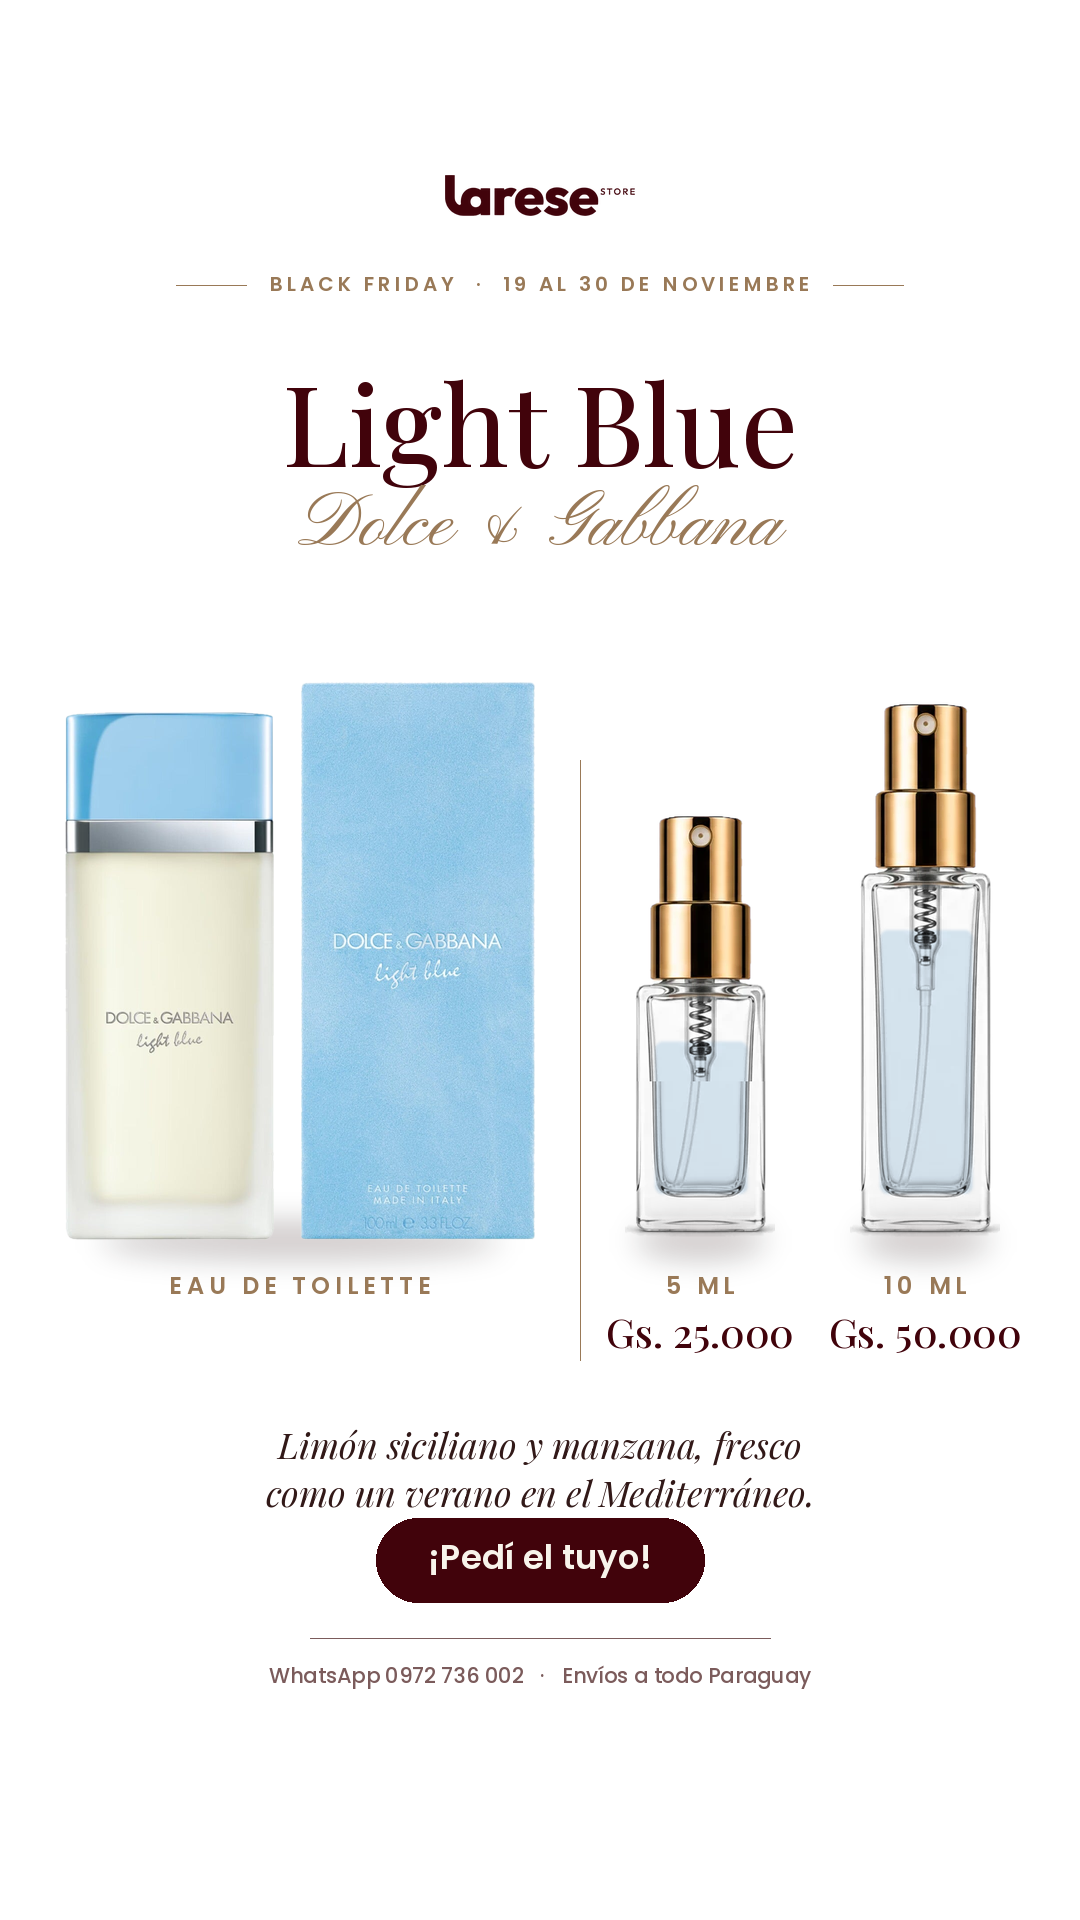 Larese STORE
BLACK FRIDAY · 19 AL 30 DE NOVIEMBRE
Light Blue
Dolce & Gabbana
DOLCE & GABBANA
light blue
DOLCE & GABBANA
light blue
EAU DE TOILETTE
MADE IN ITALY
100 mL ℮ 3.3 FL.OZ.
EAU DE TOILETTE
5 ML
Gs. 25.000
10 ML
Gs. 50.000
Limón siciliano y manzana, fresco
como un verano en el Mediterráneo.
¡Pedí el tuyo!
WhatsApp 0972 736 002 · Envíos a todo Paraguay